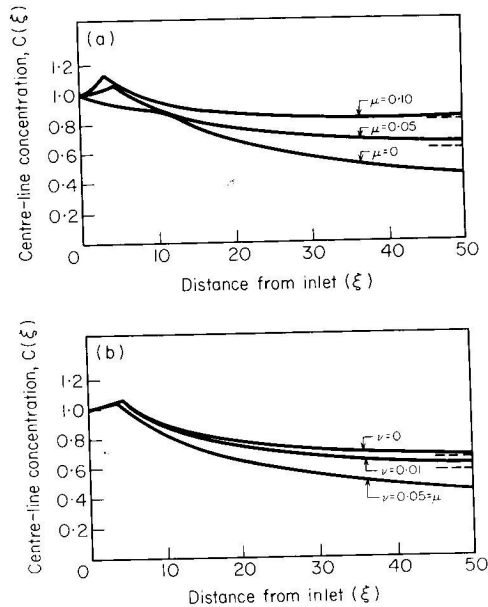 (a)
Centre-line concentration, C(ξ)
1·2
1·0
0·8
0·6
0·4
0·2
μ=0·10
μ=0·05
μ=0
0 10 20 30 40 50
Distance from inlet (ξ)
(b)
Centre-line concentration, C(ξ)
1·2
1·0
0·8
0·6
0·4
0·2
ν=0
ν=0·01
ν=0·05=μ
0 10 20 30 40 50
Distance from inlet (ξ)